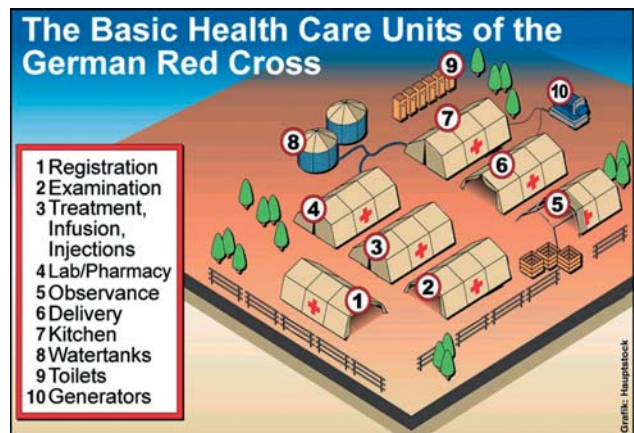 The Basic Health Care Units of the
German Red Cross
1 Registration
2 Examination
3 Treatment,
Infusion,
Injections
4 Lab/Pharmacy
5 Observance
6 Delivery
7 Kitchen
8 Watertanks
9 Toilets
10 Generators
9
10
7
8
6
5
4
3
2
1
Grafik: Hauptstock